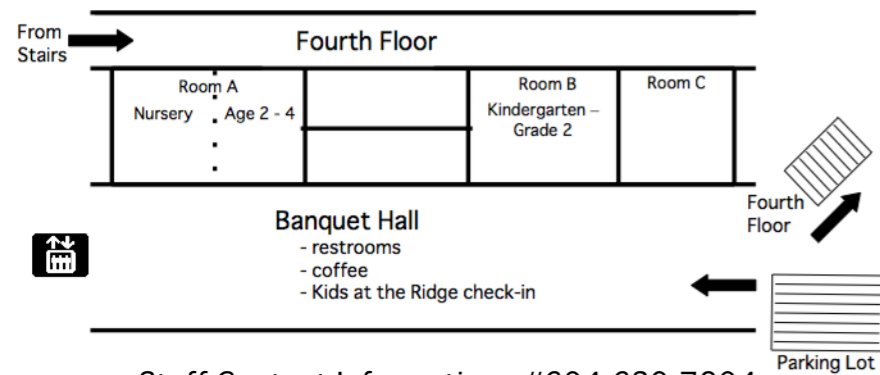 From
Stairs
Fourth Floor
Room A
Nursery
Age 2 - 4
Room B
Kindergarten –
Grade 2
Room C
Fourth
Floor
Banquet Hall
- restrooms
- coffee
- Kids at the Ridge check-in
Parking Lot